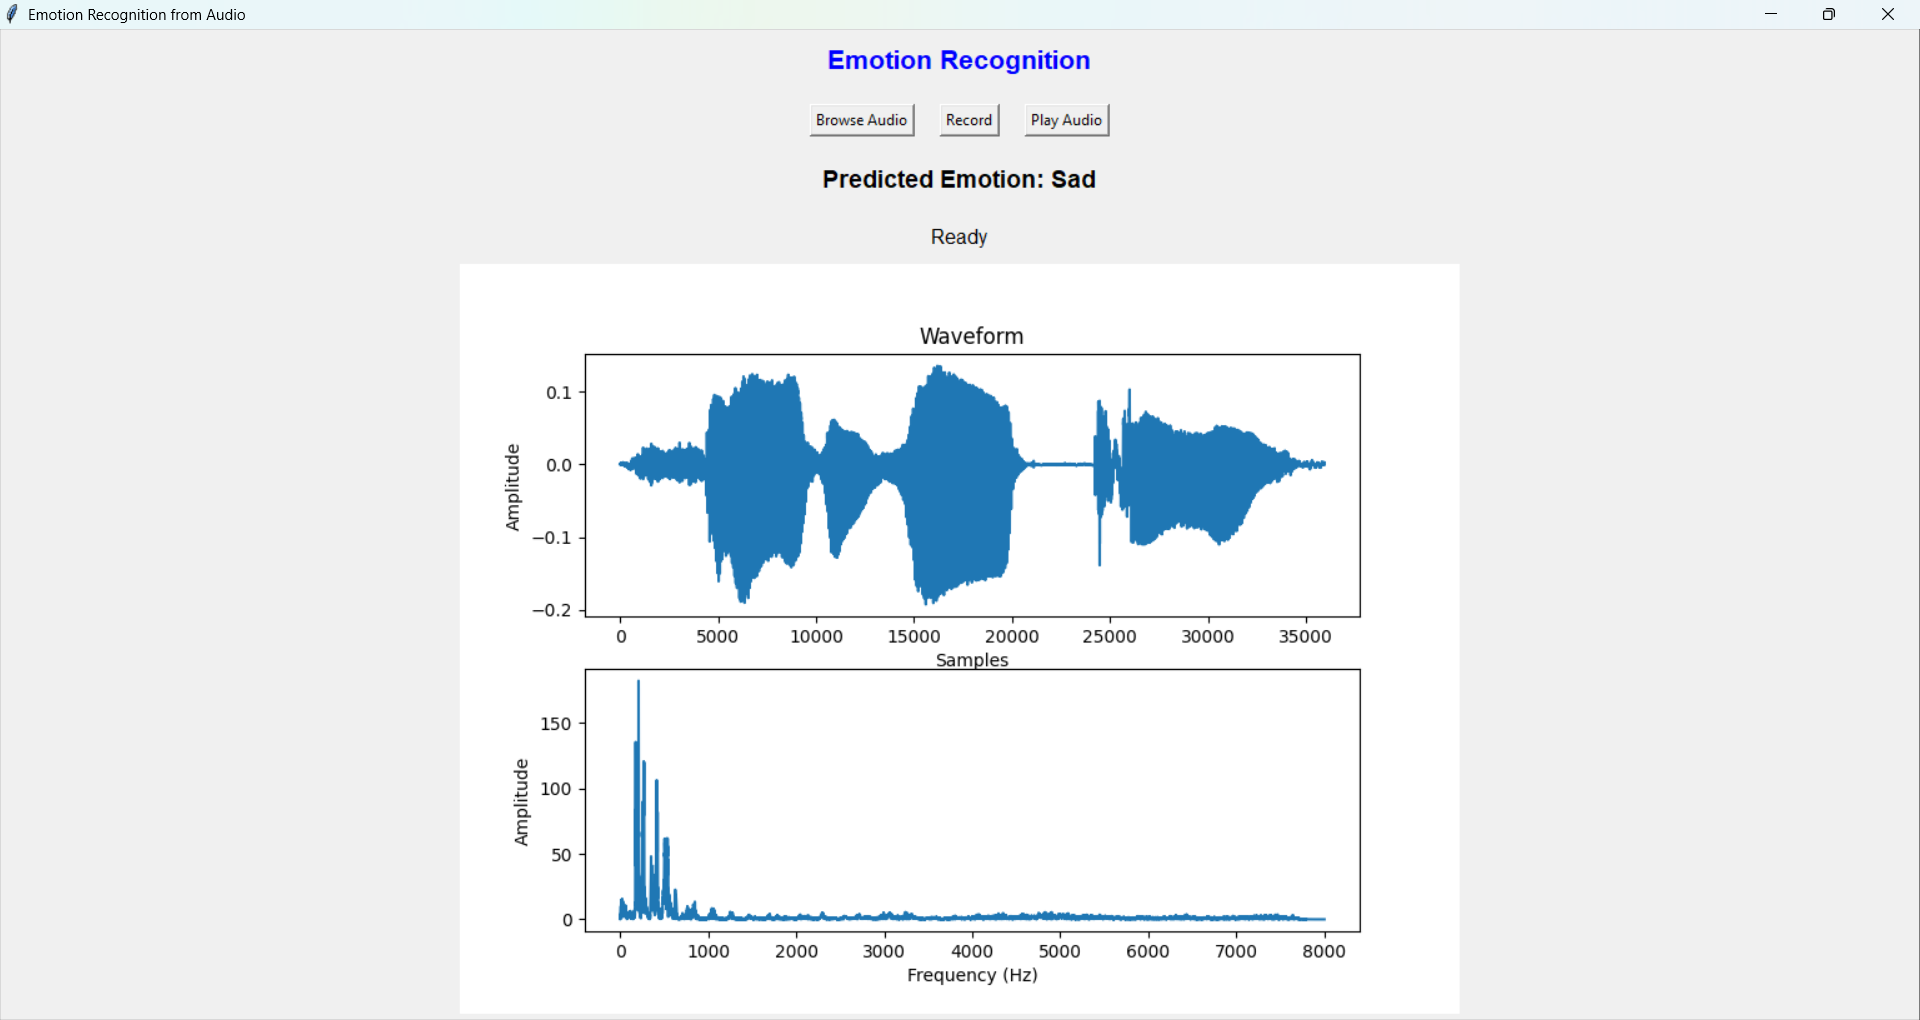 Emotion Recognition from Audio
Emotion Recognition
Browse Audio Record Play Audio
Predicted Emotion: Sad
Ready
Waveform
Amplitude
0.1
0.0
−0.1
−0.2
0 5000 10000 15000 20000 25000 30000 35000
Samples
Amplitude
150
100
50
0
0 1000 2000 3000 4000 5000 6000 7000 8000
Frequency (Hz)